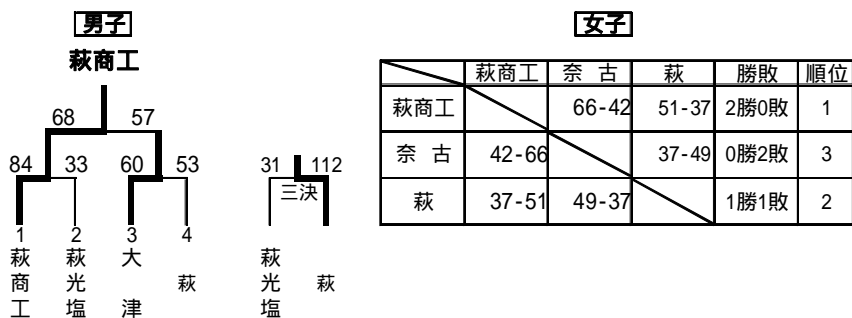 男子
萩商工
68 57
84 33 60 53
1 2 3 4
萩商工 萩光塩 大津 萩
31 112
三決
萩光塩 萩
女子
萩商工 奈古 萩 勝敗 順位
萩商工 66-42 51-37 2勝0敗 1
奈古 42-66 37-49 0勝2敗 3
萩 37-51 49-37 1勝1敗 2